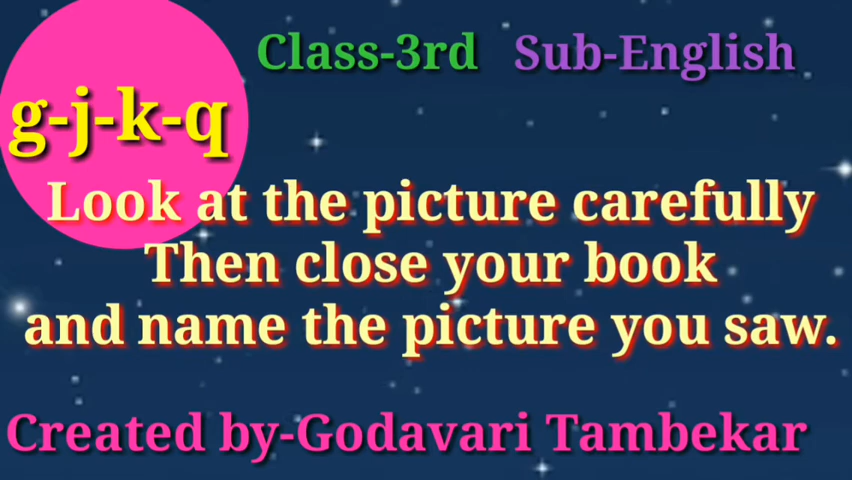 Class-3rd Sub-English
g-j-k-q
Look at the picture carefully
Then close your book
and name the picture you saw.
Created by-Godavari Tambekar